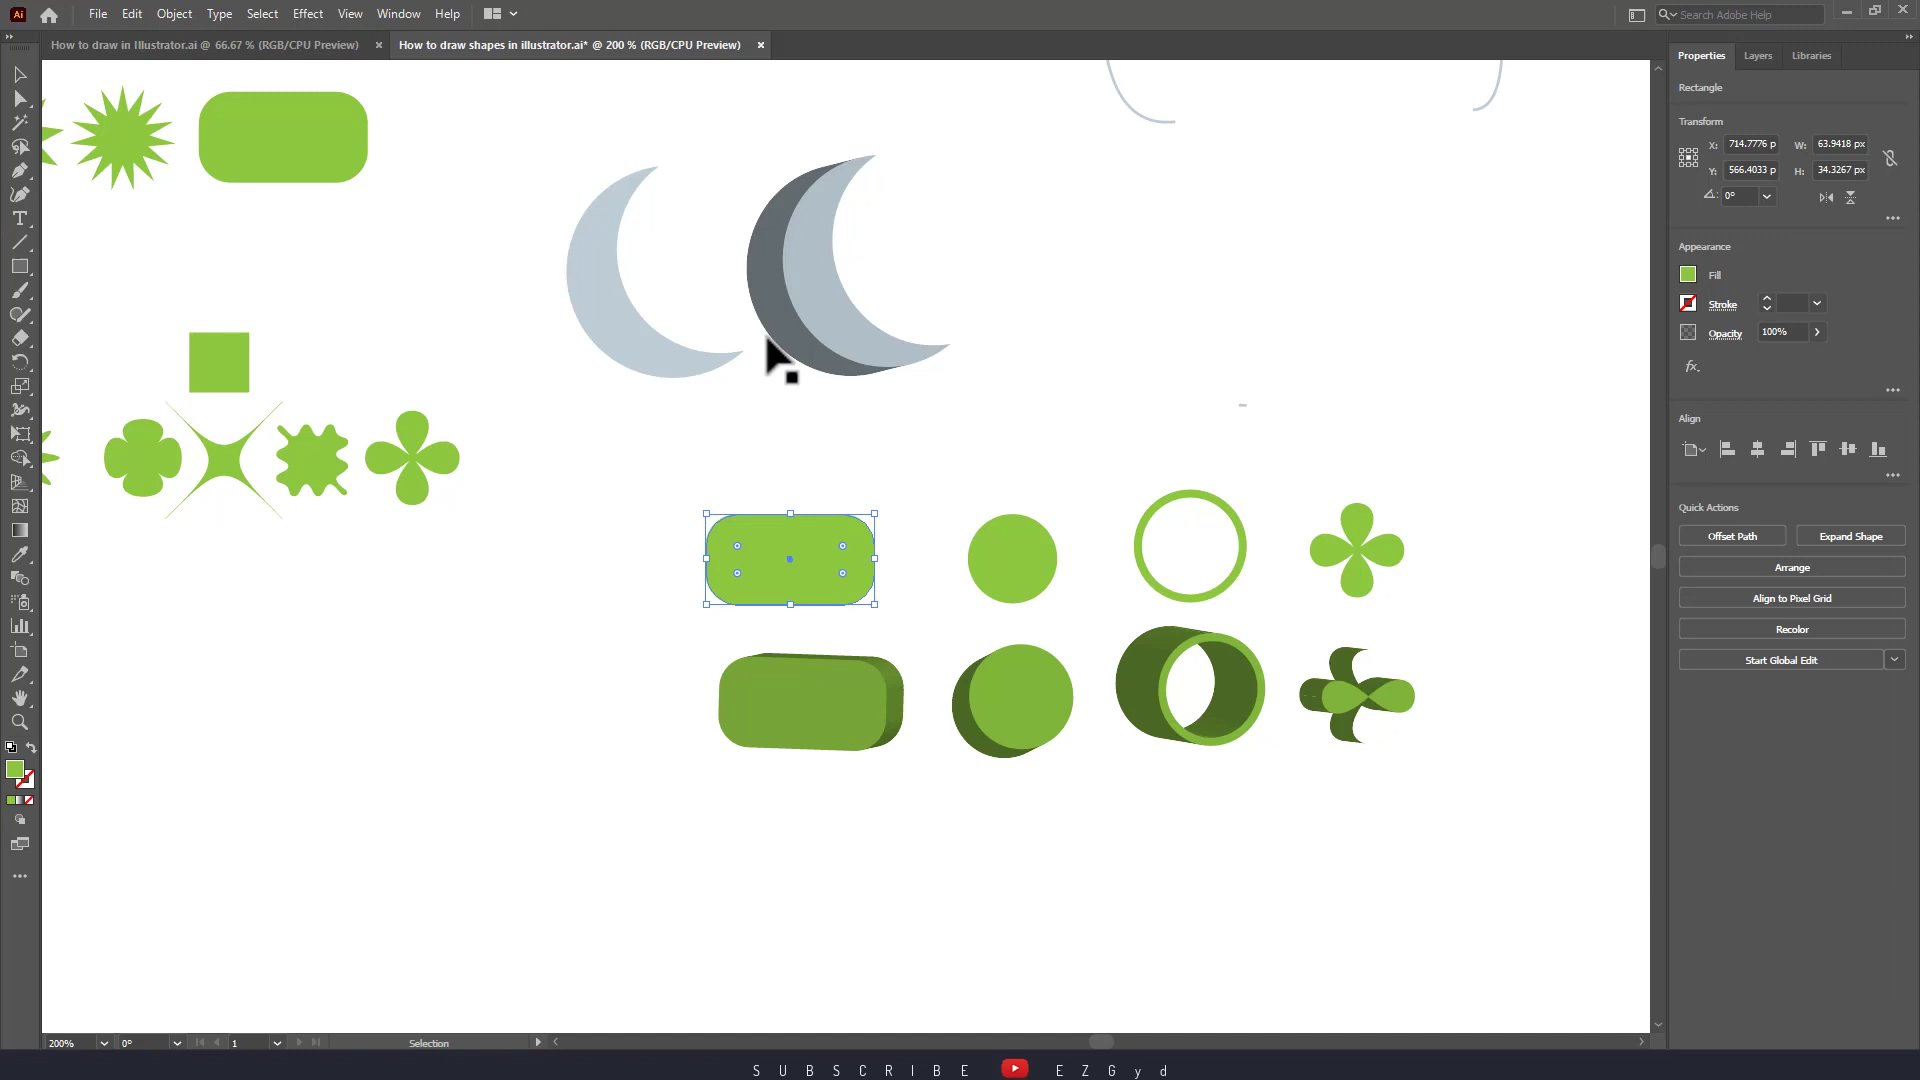 Ai File Edit Object Type Select Effect View Window Help
Search Adobe Help
How to draw in Illustrator.ai @ 66.67 % (RGB/CPU Preview) ×
How to draw shapes in illustrator.ai* @ 200 % (RGB/CPU Preview) ×
Properties Layers Libraries
Rectangle
Transform
X: 714.7776 p W: 63.9418 px
Y: 566.4033 p H: 34.3267 px
0°
Appearance
Fill
Stroke
Opacity 100%
fx.
Align
Quick Actions
Offset Path Expand Shape
Arrange
Align to Pixel Grid
Recolor
Start Global Edit
200% 0° 1 Selection
SUBSCRIBE EZGyd